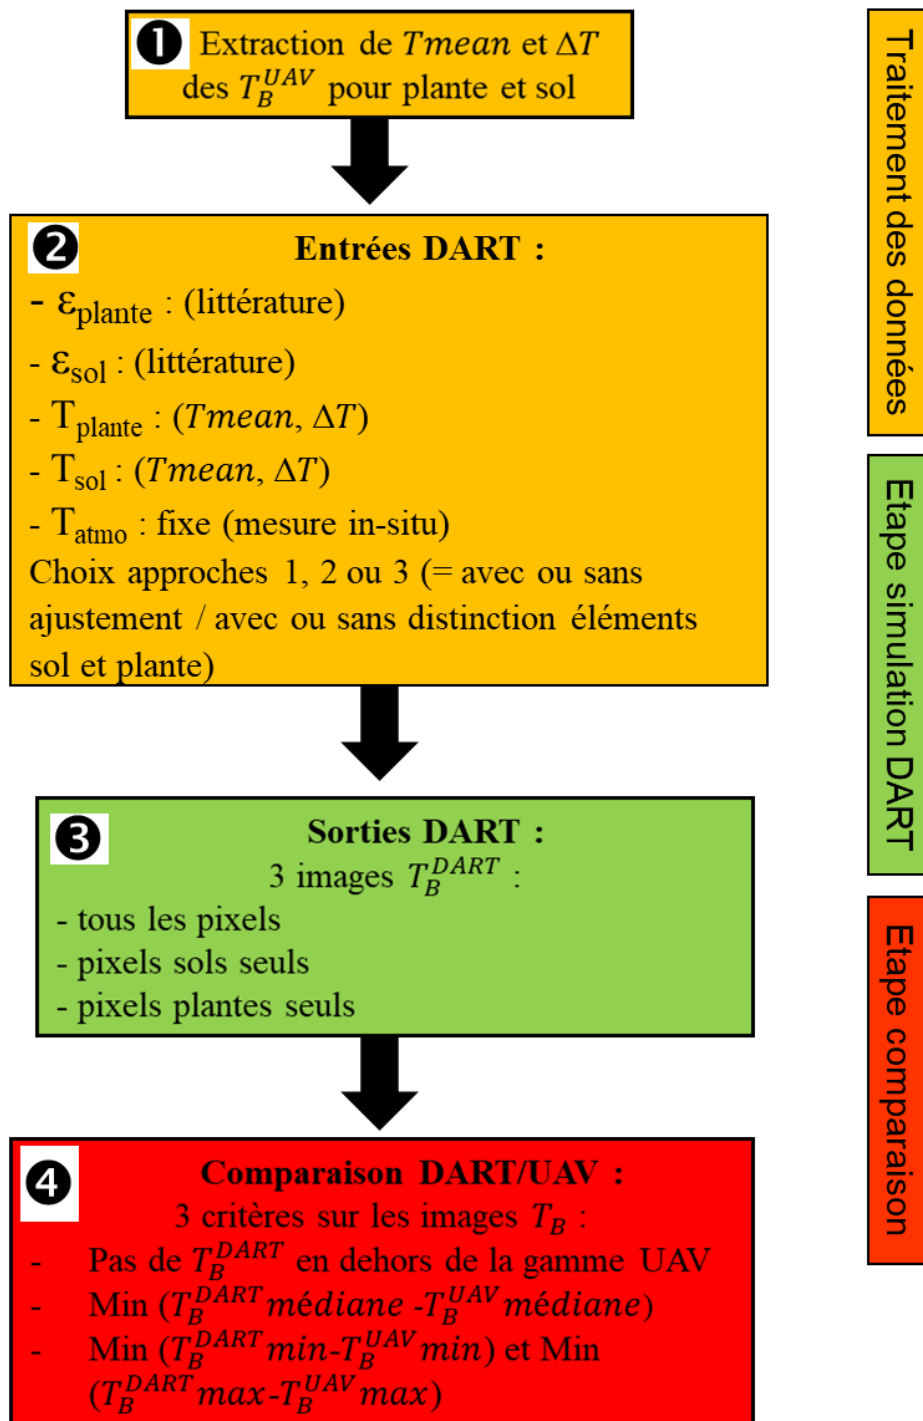 ❶ Extraction de Tmean et ΔT
des T_B^UAV pour plante et sol
❷ Entrées DART :
- ε_plante : (littérature)
- ε_sol : (littérature)
- T_plante : (Tmean, ΔT)
- T_sol : (Tmean, ΔT)
- T_atmo : fixe (mesure in-situ)
Choix approches 1, 2 ou 3 (= avec ou sans
ajustement / avec ou sans distinction éléments
sol et plante)
❸ Sorties DART :
3 images T_B^DART :
- tous les pixels
- pixels sols seuls
- pixels plantes seuls
❹ Comparaison DART/UAV :
3 critères sur les images T_B :
- Pas de T_B^DART en dehors de la gamme UAV
- Min (T_B^DART médiane -T_B^UAV médiane)
- Min (T_B^DART min-T_B^UAV min) et Min
(T_B^DART max-T_B^UAV max)
Traitement des données
Etape simulation DART
Etape comparaison